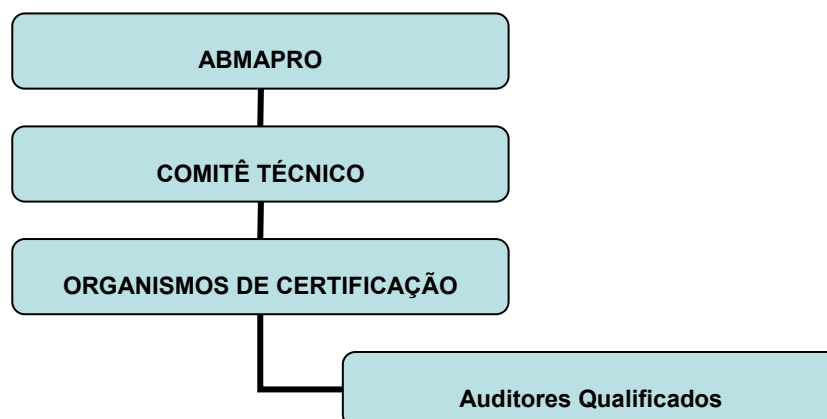 ABMAPRO
COMITÊ TÉCNICO
ORGANISMOS DE CERTIFICAÇÃO
Auditores Qualificados